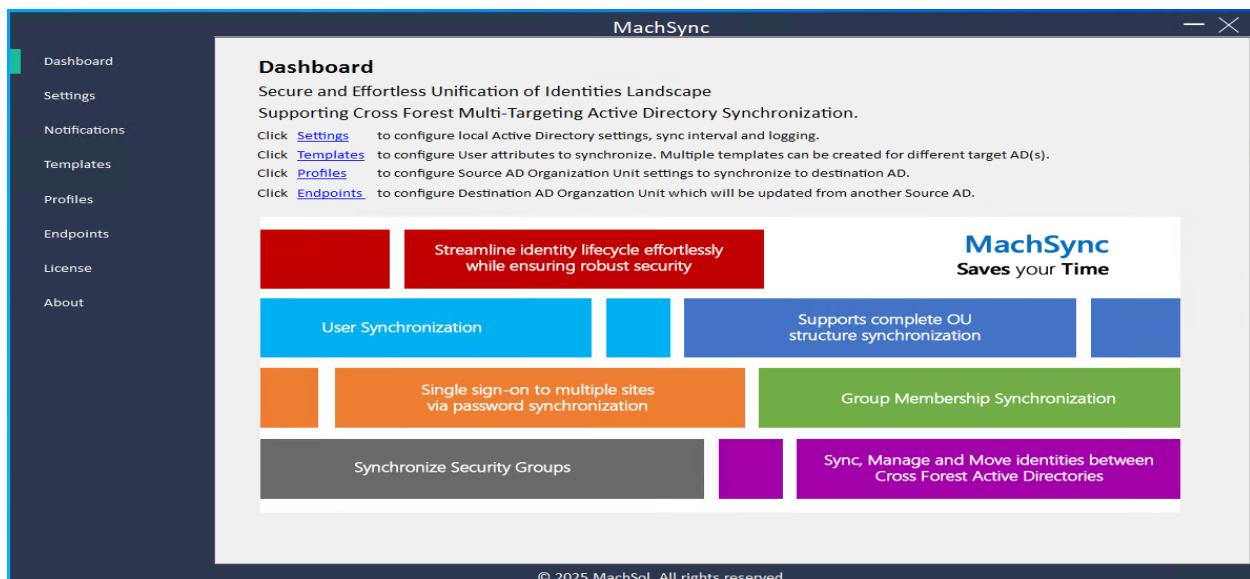 MachSync
Dashboard
Settings
Notifications
Templates
Profiles
Endpoints
License
About
Dashboard
Secure and Effortless Unification of Identities Landscape
Supporting Cross Forest Multi-Targeting Active Directory Synchronization.
Click Settings to configure local Active Directory settings, sync interval and logging.
Click Templates to configure User attributes to synchronize. Multiple templates can be created for different target AD(s).
Click Profiles to configure Source AD Organization Unit settings to synchronize to destination AD.
Click Endpoints to configure Destination AD Organzation Unit which will be updated from another Source AD.
Streamline identity lifecycle effortlessly
while ensuring robust security
MachSync
Saves your Time
User Synchronization
Supports complete OU
structure synchronization
Single sign-on to multiple sites
via password synchronization
Group Membership Synchronization
Synchronize Security Groups
Sync, Manage and Move identities between
Cross Forest Active Directories
© 2025 MachSol. All rights reserved